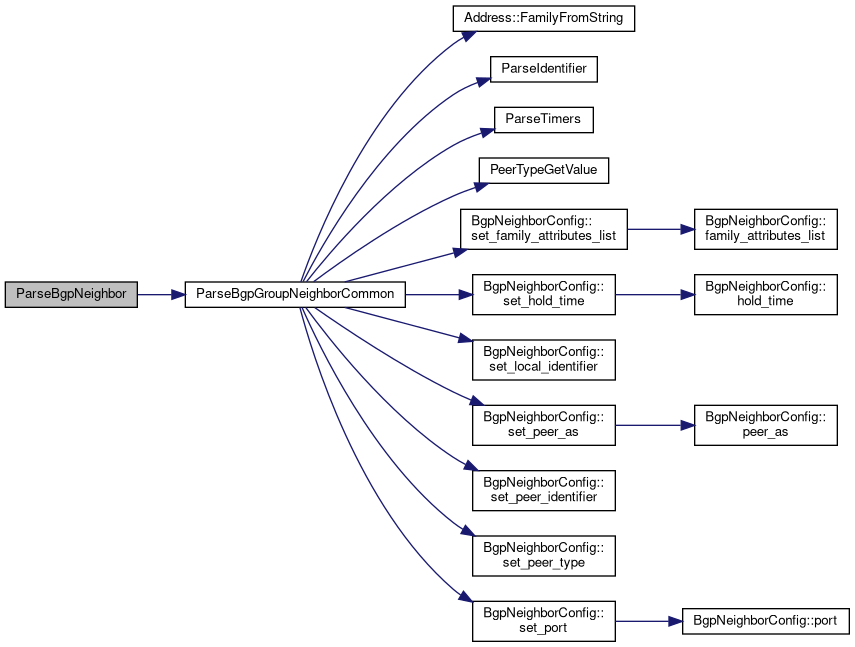 Address::FamilyFromString
ParseIdentifier
ParseTimers
PeerTypeGetValue
BgpNeighborConfig::
set_family_attributes_list
BgpNeighborConfig::
family_attributes_list
ParseBgpNeighbor
ParseBgpGroupNeighborCommon
BgpNeighborConfig::
set_hold_time
BgpNeighborConfig::
hold_time
BgpNeighborConfig::
set_local_identifier
BgpNeighborConfig::
set_peer_as
BgpNeighborConfig::
peer_as
BgpNeighborConfig::
set_peer_identifier
BgpNeighborConfig::
set_peer_type
BgpNeighborConfig::
set_port
BgpNeighborConfig::port